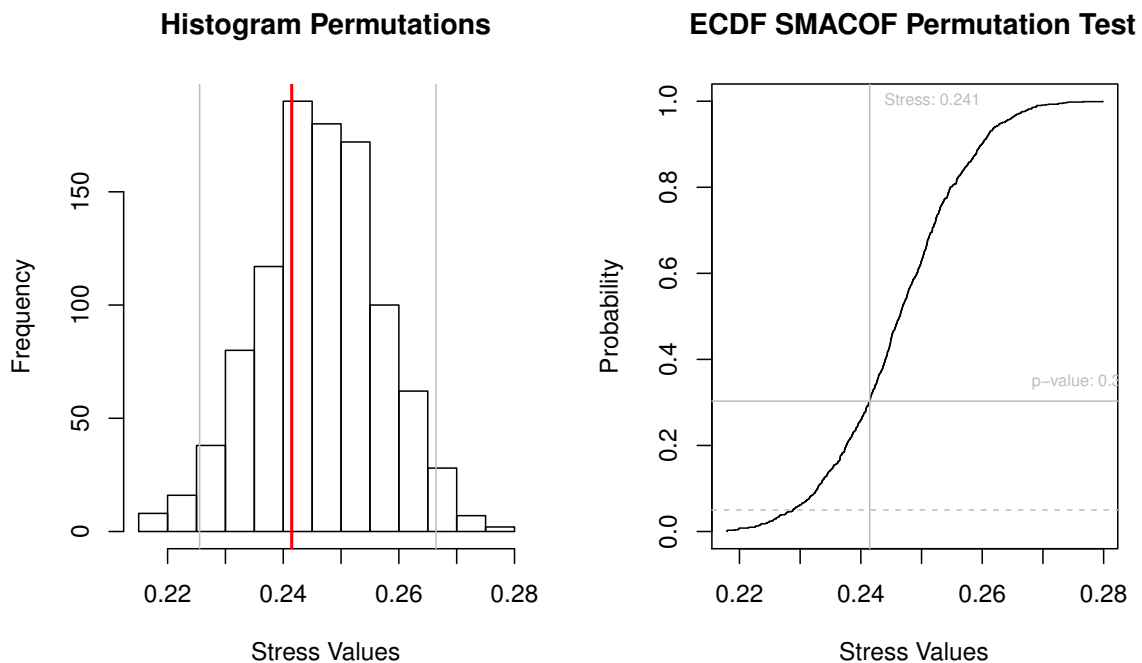 Histogram Permutations
Frequency
150
100
50
0
0.22 0.24 0.26 0.28
Stress Values
ECDF SMACOF Permutation Test
Probability
1.0
0.8
0.6
0.4
0.2
0.0
Stress: 0.241
p−value: 0.3
0.22 0.24 0.26 0.28
Stress Values